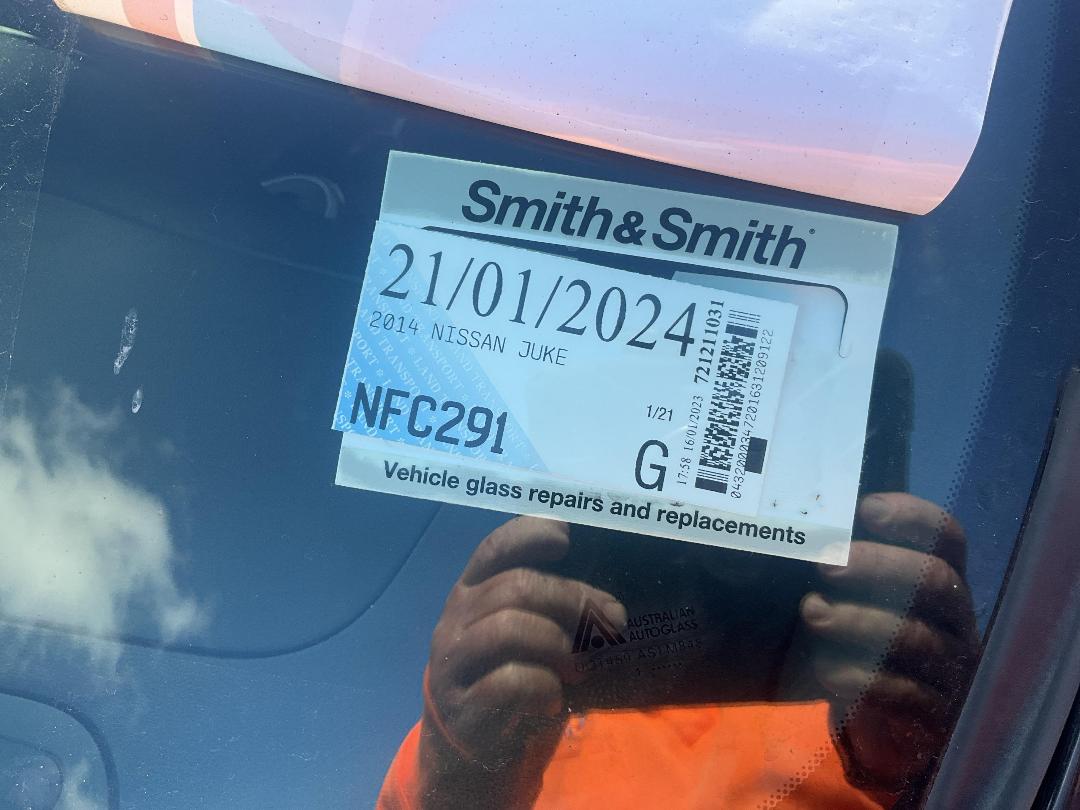 Smith&Smith
21/01/2024
2014 NISSAN JUKE
NFC291
1/21
G
17:58 16/01/2023 721211031
Vehicle glass repairs and replacements
AUSTRALIAN
AUTOGLASS